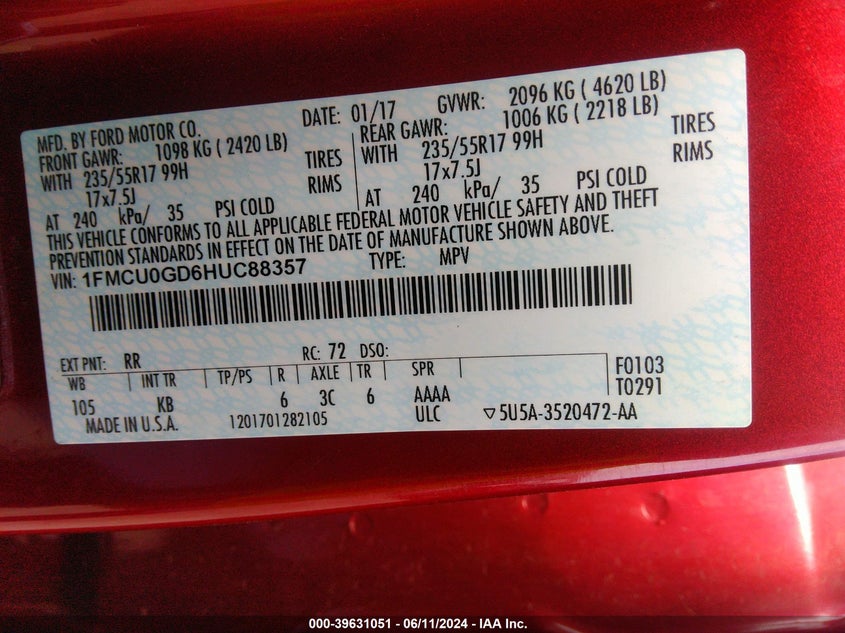 MFD. BY FORD MOTOR CO. DATE: 01/17 GVWR: 2096 KG ( 4620 LB)
FRONT GAWR: 1098 KG ( 2420 LB) REAR GAWR: 1006 KG ( 2218 LB)
WITH 235/55R17 99H TIRES WITH 235/55R17 99H TIRES
17x7.5J RIMS 17x7.5J RIMS
AT 240 kPa/ 35 PSI COLD AT 240 kPa/ 35 PSI COLD
THIS VEHICLE CONFORMS TO ALL APPLICABLE FEDERAL MOTOR VEHICLE SAFETY AND THEFT
PREVENTION STANDARDS IN EFFECT ON THE DATE OF MANUFACTURE SHOWN ABOVE.
VIN: 1FMCU0GD6HUC88357 TYPE: MPV
EXT PNT: RR RC: 72 DSO:
WB INT TR TP/PS R AXLE TR SPR F0103
105 KB 6 3C 6 AAAA T0291
MADE IN U.S.A. 1201701282105 ULC ▽5U5A-3520472-AA
000-39631051 - 06/11/2024 - IAA Inc.